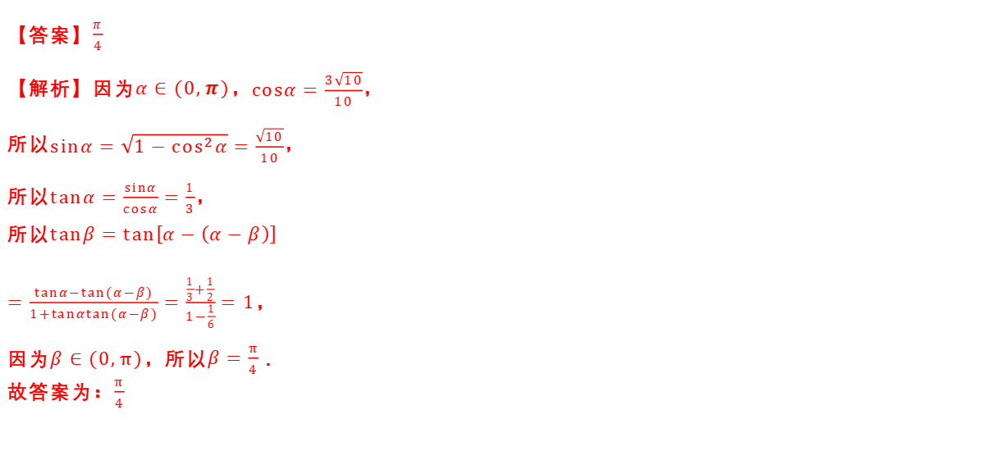 【答案】$\frac{\pi}{4}$
【解析】因为$\alpha \in (0, \boldsymbol{\pi})$，$\cos\alpha = \frac{3\sqrt{10}}{10}$，
所以$\sin\alpha = \sqrt{1 - \cos^2\alpha} = \frac{\sqrt{10}}{10}$，
所以$\tan\alpha = \frac{\sin\alpha}{\cos\alpha} = \frac{1}{3}$，
所以$\tan\beta = \tan[\alpha - (\alpha - \beta)]$
$= \frac{\tan\alpha - \tan(\alpha - \beta)}{1 + \tan\alpha\tan(\alpha - \beta)} = \frac{\frac{1}{3} + \frac{1}{2}}{1 - \frac{1}{6}} = 1$，
因为$\beta \in (0, \pi)$，所以$\beta = \frac{\pi}{4}$．
故答案为：$\frac{\pi}{4}$